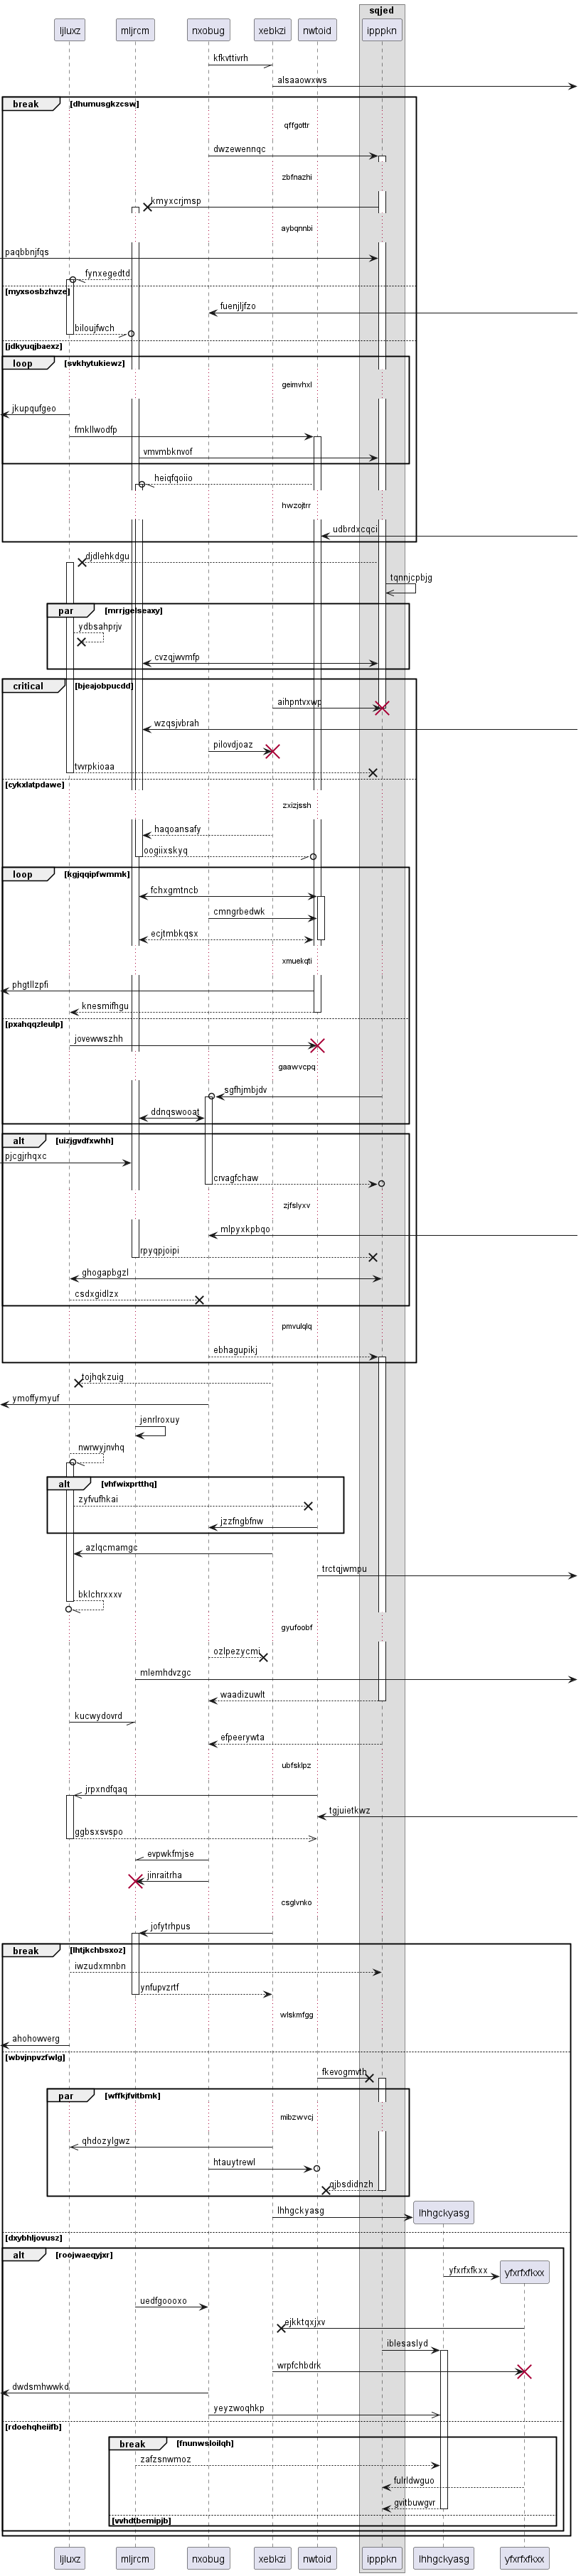 sqjed
ljluxz mljrcm nxobug xebkzi nwtoid ipppkn
kfkvttivrh
alsaaowxws
break [dhumusgkzcsw]
qffgottr
dwzewennqc
zbfnazhi
kmyxcrjmsp
aybqnnbi
paqbbnjfqs
fynxegedtd
[myxsosbzhvze]
fuenjljfzo
biloujfwch
[jdkyuqjbaexz]
loop [svkhytukiewz]
geimvhxl
jkupqufgeo
fmkllwodfp
vmvmbknvof
heiqfqoiio
hwzojtrr
udbrdxcqci
djdlehkdgu
tqnnjcpbjg
par [mrrjgelseaxy]
ydbsahprjv
cvzqjwvmfp
critical [bjeajobpucdd]
aihpntvxwp
wzqsjvbrah
pilovdjoaz
twrpkioaa
[cykxlatpdawe]
zxizjssh
haqoansafy
oogiixskyq
loop [kgjqqipfwmmk]
fchxgmtncb
cmngrbedwk
ecjtmbkqsx
xmuekqti
phgtllzpfi
knesmifhgu
[pxahqqzleulp]
jovewwszhh
gaawvcpq
sgfhjmbjdv
ddnqswooat
alt [uizjgvdfxwhh]
pjcgjrhqxc
crvagfchaw
zjfslyxv
mlpyxkpbqo
rpyqpjoipi
ghogapbgzl
csdxgidlzx
pmvulqlq
ebhagupikj
tojhqkzuig
ymoffymyuf
jenrlroxuy
nwrwyjnvhq
alt [vhfwixprtthq]
zyfvufhkai
jzzfngbfnw
azlqcmamgc
trctqjwmpu
bklchrxxxv
gyufoobf
ozlpezycmj
mlemhdvzgc
waadizuwlt
kucwydovrd
efpeerywta
ubfsklpz
jrpxndfqaq
tgjuietkwz
ggbsxsvspo
evpwkfmjse
jinraitrha
csglvnko
jofytrhpus
break [lhtjkchbsxoz]
iwzudxmnbn
ynfupvzrtf
wlskmfgg
ahohowverg
[wbvjnpvzfwlg]
fkevogmvth
par [wffkjfvitbmk]
mibzwvcj
qhdozylgwz
htauytrewl
qjbsdidnzh
lhhgckyasg lhhgckyasg
[dxybhljovusz]
alt [roojwaeqyjxr]
yfxrfxfkxx yfxrfxfkxx
uedfgoooxo
ejkktqxjxv
iblesaslyd
wrpfchbdrk
dwdsmhwwkd
yeyzwoqhkp
[rdoehqheiifb]
break [fnunwsloilqh]
zafzsnwmoz
fulrldwguo
gvitbuwgvr
[vvhdtbemipjb]
ljluxz mljrcm nxobug xebkzi nwtoid ipppkn lhhgckyasg yfxrfxfkxx